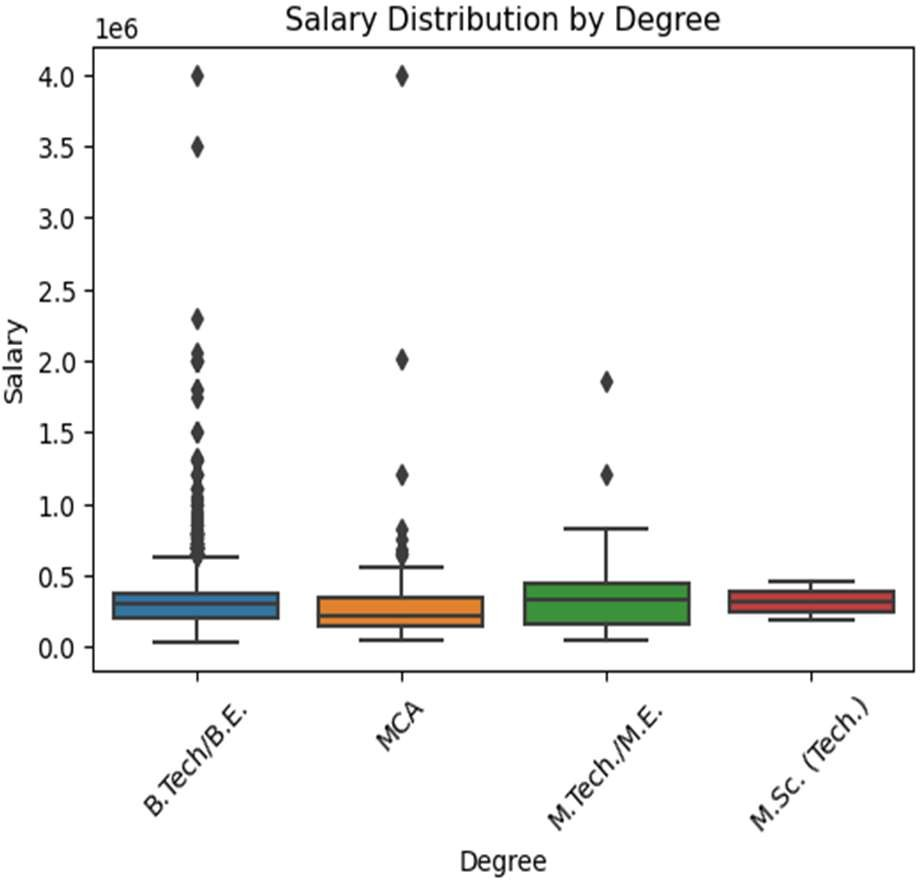 Salary Distribution by Degree
1e6
4.0
3.5
3.0
2.5
2.0
1.5
1.0
0.5
0.0
Salary
B.Tech/B.E.
MCA
M.Tech./M.E.
M.Sc. (Tech.)
Degree